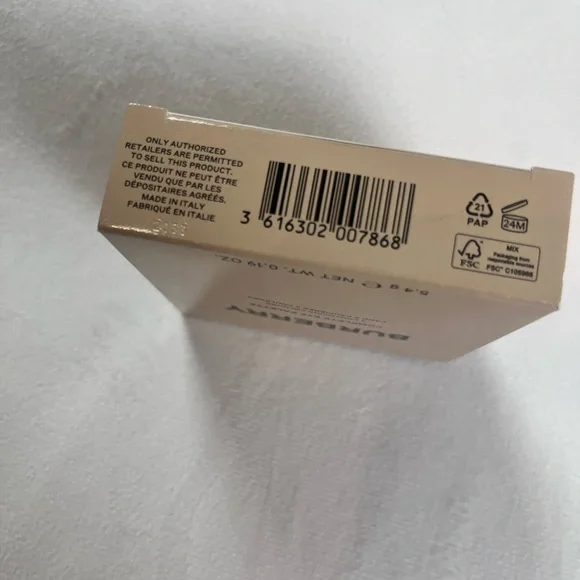 ONLY AUTHORIZED
RETAILERS ARE PERMITTED
TO SELL THIS PRODUCT.
CE PRODUIT NE PEUT ÊTRE
VENDU QUE PAR LES
DÉPOSITAIRES AGRÉÉS.
MADE IN ITALY
FABRIQUÉ EN ITALIE
3 616302 007868
21
PAP
24M
FSC
MIX
Packaging from
responsible sources
FSC® C105986
5.4 g ℮ NET WT. 0.19 OZ.
BURBERRY